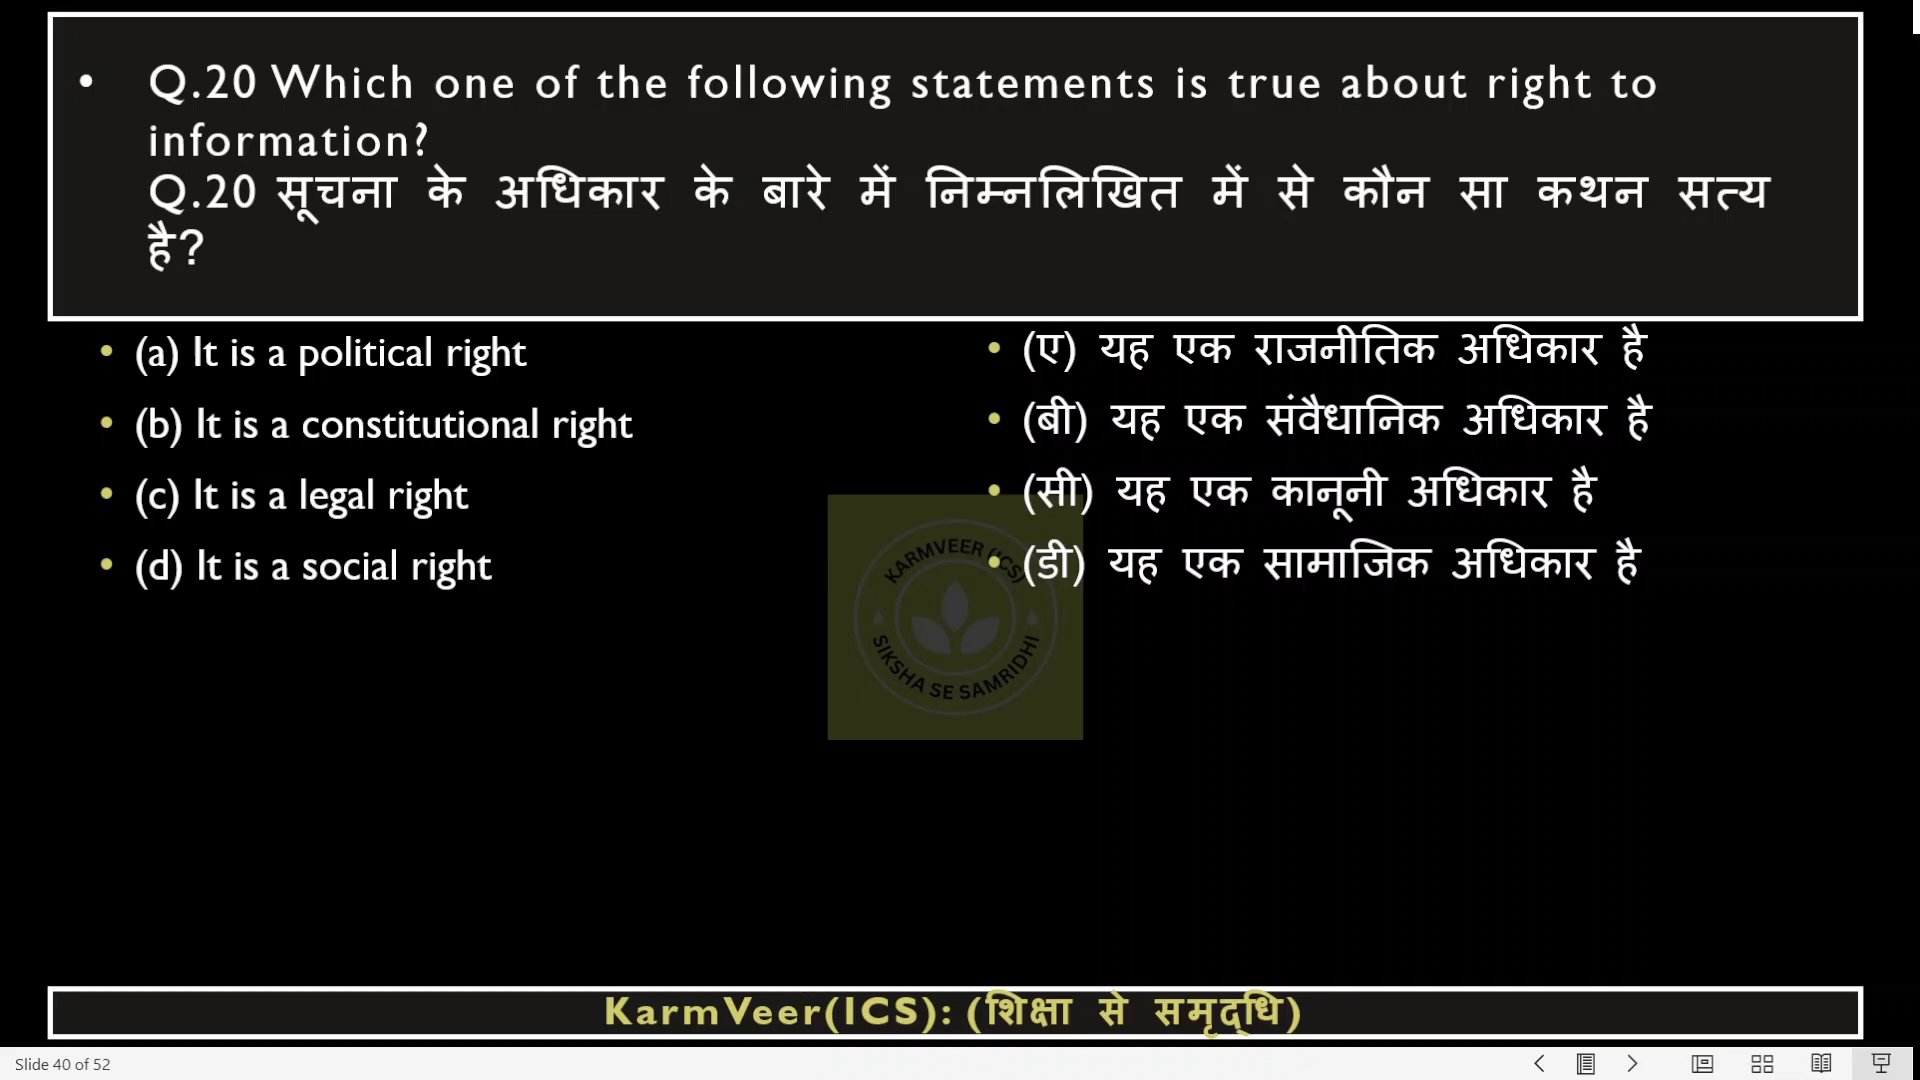 • Q.20 Which one of the following statements is true about right to
information?
Q.20 सूचना के अधिकार के बारे में निम्नलिखित में से कौन सा कथन सत्य
है?
• (a) It is a political right
• (b) It is a constitutional right
• (c) It is a legal right
• (d) It is a social right
• (ए) यह एक राजनीतिक अधिकार है
• (बी) यह एक संवैधानिक अधिकार है
• (सी) यह एक कानूनी अधिकार है
• (डी) यह एक सामाजिक अधिकार है
KARMVEER (ICS)
SIKSHA SE SAMRIDHI
KarmVeer(ICS): (शिक्षा से समृद्धि)
Slide 40 of 52